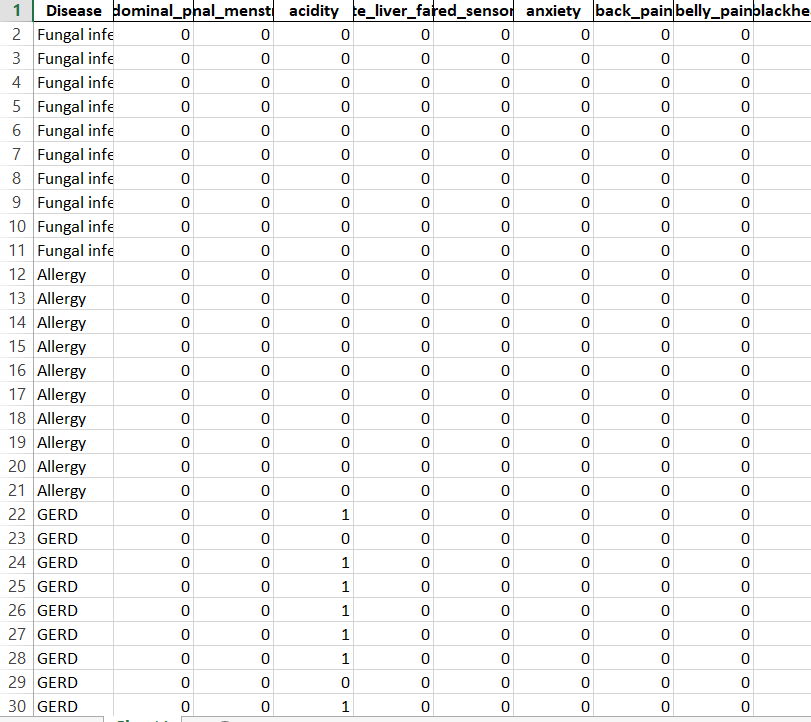 1 Disease dominal_p nal_menstr acidity te_liver_fai red_sensor anxiety back_pain belly_pain blackhe
2 Fungal infe 0 0 0 0 0 0 0 0
3 Fungal infe 0 0 0 0 0 0 0 0
4 Fungal infe 0 0 0 0 0 0 0 0
5 Fungal infe 0 0 0 0 0 0 0 0
6 Fungal infe 0 0 0 0 0 0 0 0
7 Fungal infe 0 0 0 0 0 0 0 0
8 Fungal infe 0 0 0 0 0 0 0 0
9 Fungal infe 0 0 0 0 0 0 0 0
10 Fungal infe 0 0 0 0 0 0 0 0
11 Fungal infe 0 0 0 0 0 0 0 0
12 Allergy 0 0 0 0 0 0 0 0
13 Allergy 0 0 0 0 0 0 0 0
14 Allergy 0 0 0 0 0 0 0 0
15 Allergy 0 0 0 0 0 0 0 0
16 Allergy 0 0 0 0 0 0 0 0
17 Allergy 0 0 0 0 0 0 0 0
18 Allergy 0 0 0 0 0 0 0 0
19 Allergy 0 0 0 0 0 0 0 0
20 Allergy 0 0 0 0 0 0 0 0
21 Allergy 0 0 0 0 0 0 0 0
22 GERD 0 0 1 0 0 0 0 0
23 GERD 0 0 0 0 0 0 0 0
24 GERD 0 0 1 0 0 0 0 0
25 GERD 0 0 1 0 0 0 0 0
26 GERD 0 0 1 0 0 0 0 0
27 GERD 0 0 1 0 0 0 0 0
28 GERD 0 0 1 0 0 0 0 0
29 GERD 0 0 0 0 0 0 0 0
30 GERD 0 0 1 0 0 0 0 0